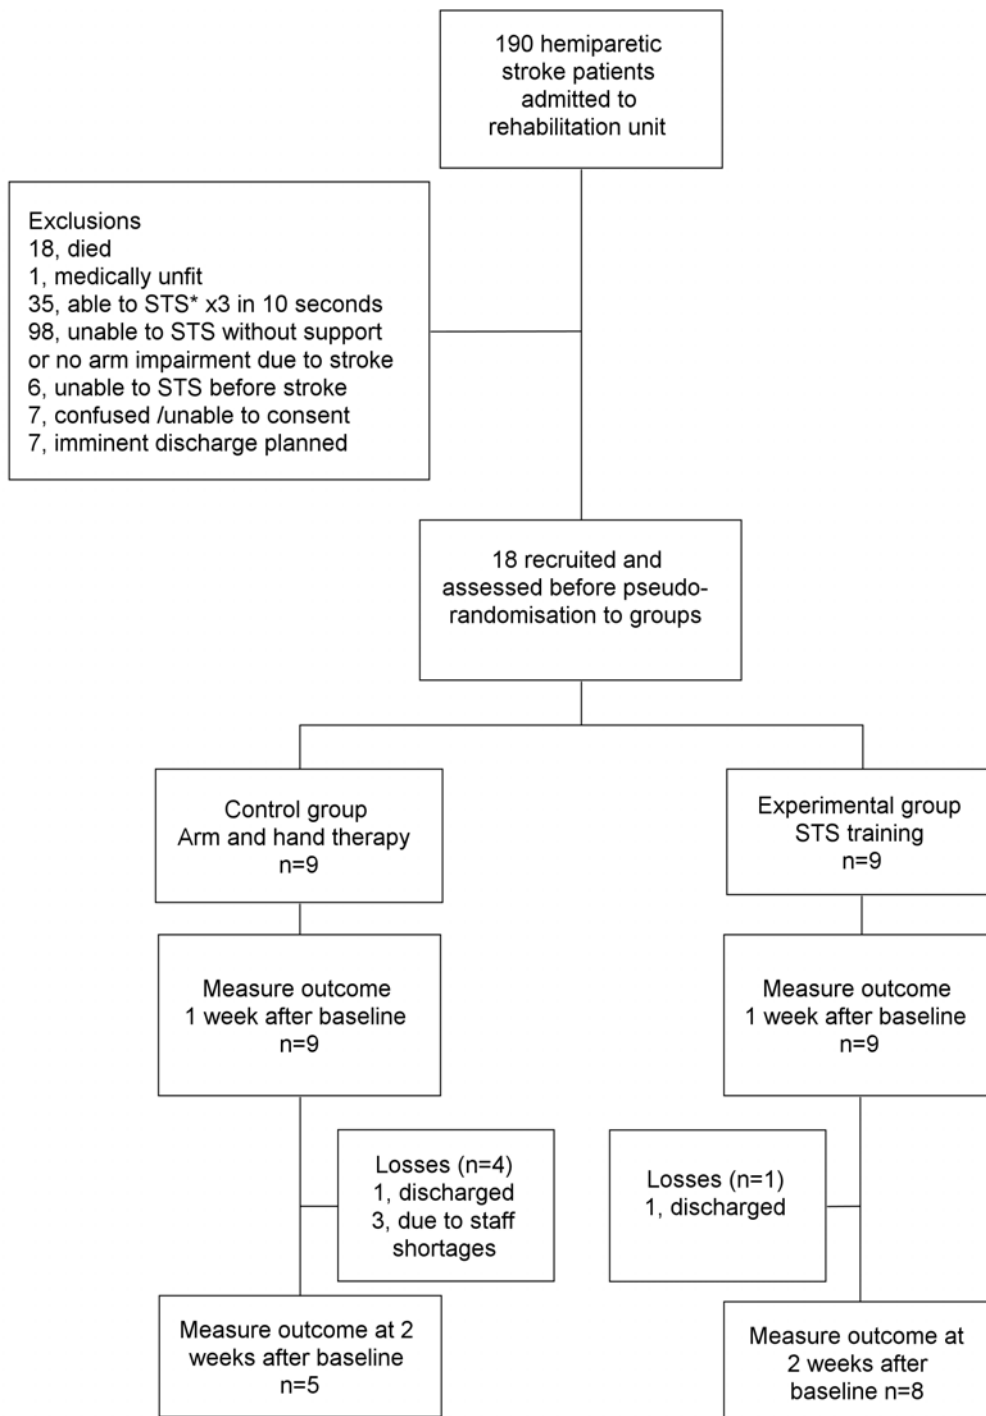 190 hemiparetic
stroke patients
admitted to
rehabilitation unit
Exclusions
18, died
1, medically unfit
35, able to STS* x3 in 10 seconds
98, unable to STS without support
or no arm impairment due to stroke
6, unable to STS before stroke
7, confused /unable to consent
7, imminent discharge planned
18 recruited and
assessed before pseudo-
randomisation to groups
Control group
Arm and hand therapy
n=9
Experimental group
STS training
n=9
Measure outcome
1 week after baseline
n=9
Measure outcome
1 week after baseline
n=9
Losses (n=4)
1, discharged
3, due to staff
shortages
Losses (n=1)
1, discharged
Measure outcome at 2
weeks after baseline
n=5
Measure outcome at
2 weeks after
baseline n=8